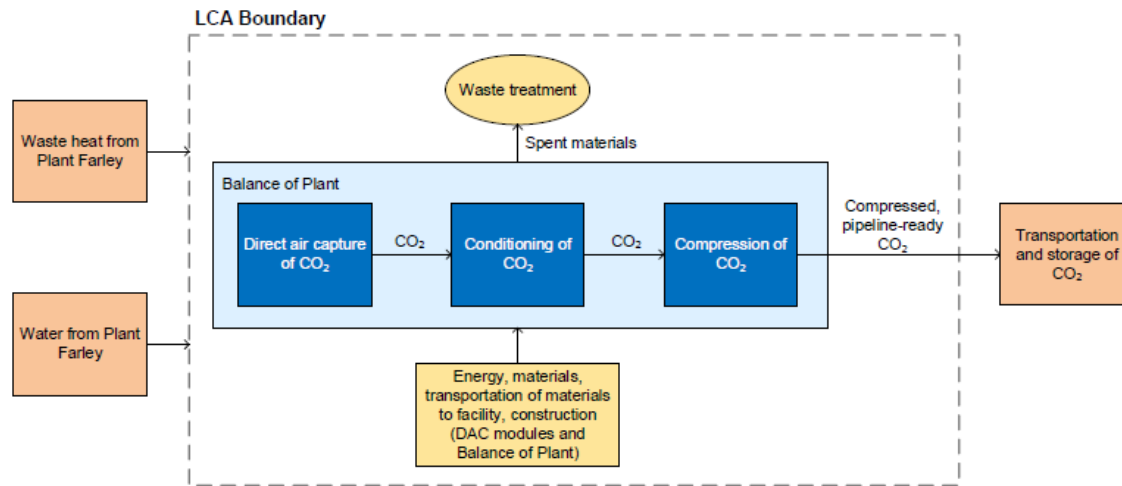 LCA Boundary
Waste treatment
Waste heat from
Plant Farley
Spent materials
Balance of Plant
Direct air capture
of CO₂
CO₂
Conditioning of
CO₂
CO₂
Compression of
CO₂
Compressed,
pipeline-ready
CO₂
Transportation
and storage of
CO₂
Water from Plant
Farley
Energy, materials,
transportation of materials
to facility, construction
(DAC modules and
Balance of Plant)